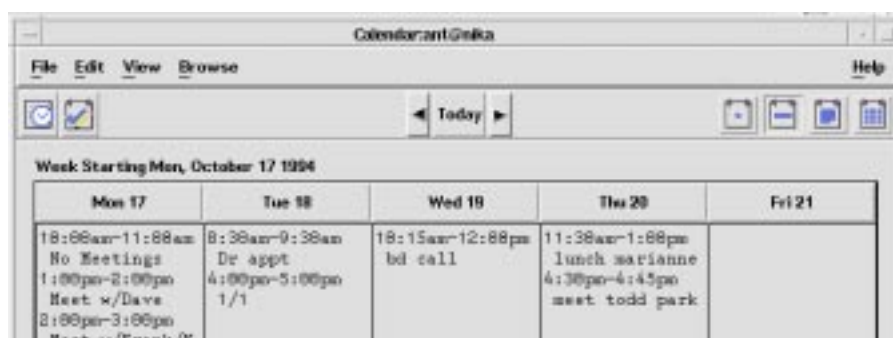 Calendar:ant@nika
File Edit View Browse Help
Today
Week Starting Mon, October 17 1994
Mon 17 Tue 18 Wed 19 Thu 20 Fri 21
10:00am-11:00am 8:30am-9:30am 10:15am-12:00pm 11:30am-1:00pm
No Meetings Dr appt bd call lunch marianne
1:00pm-2:00pm 4:00pm-5:00pm 4:30pm-4:45pm
Meet w/Dave 1/1 meet todd park
2:00pm-3:00pm